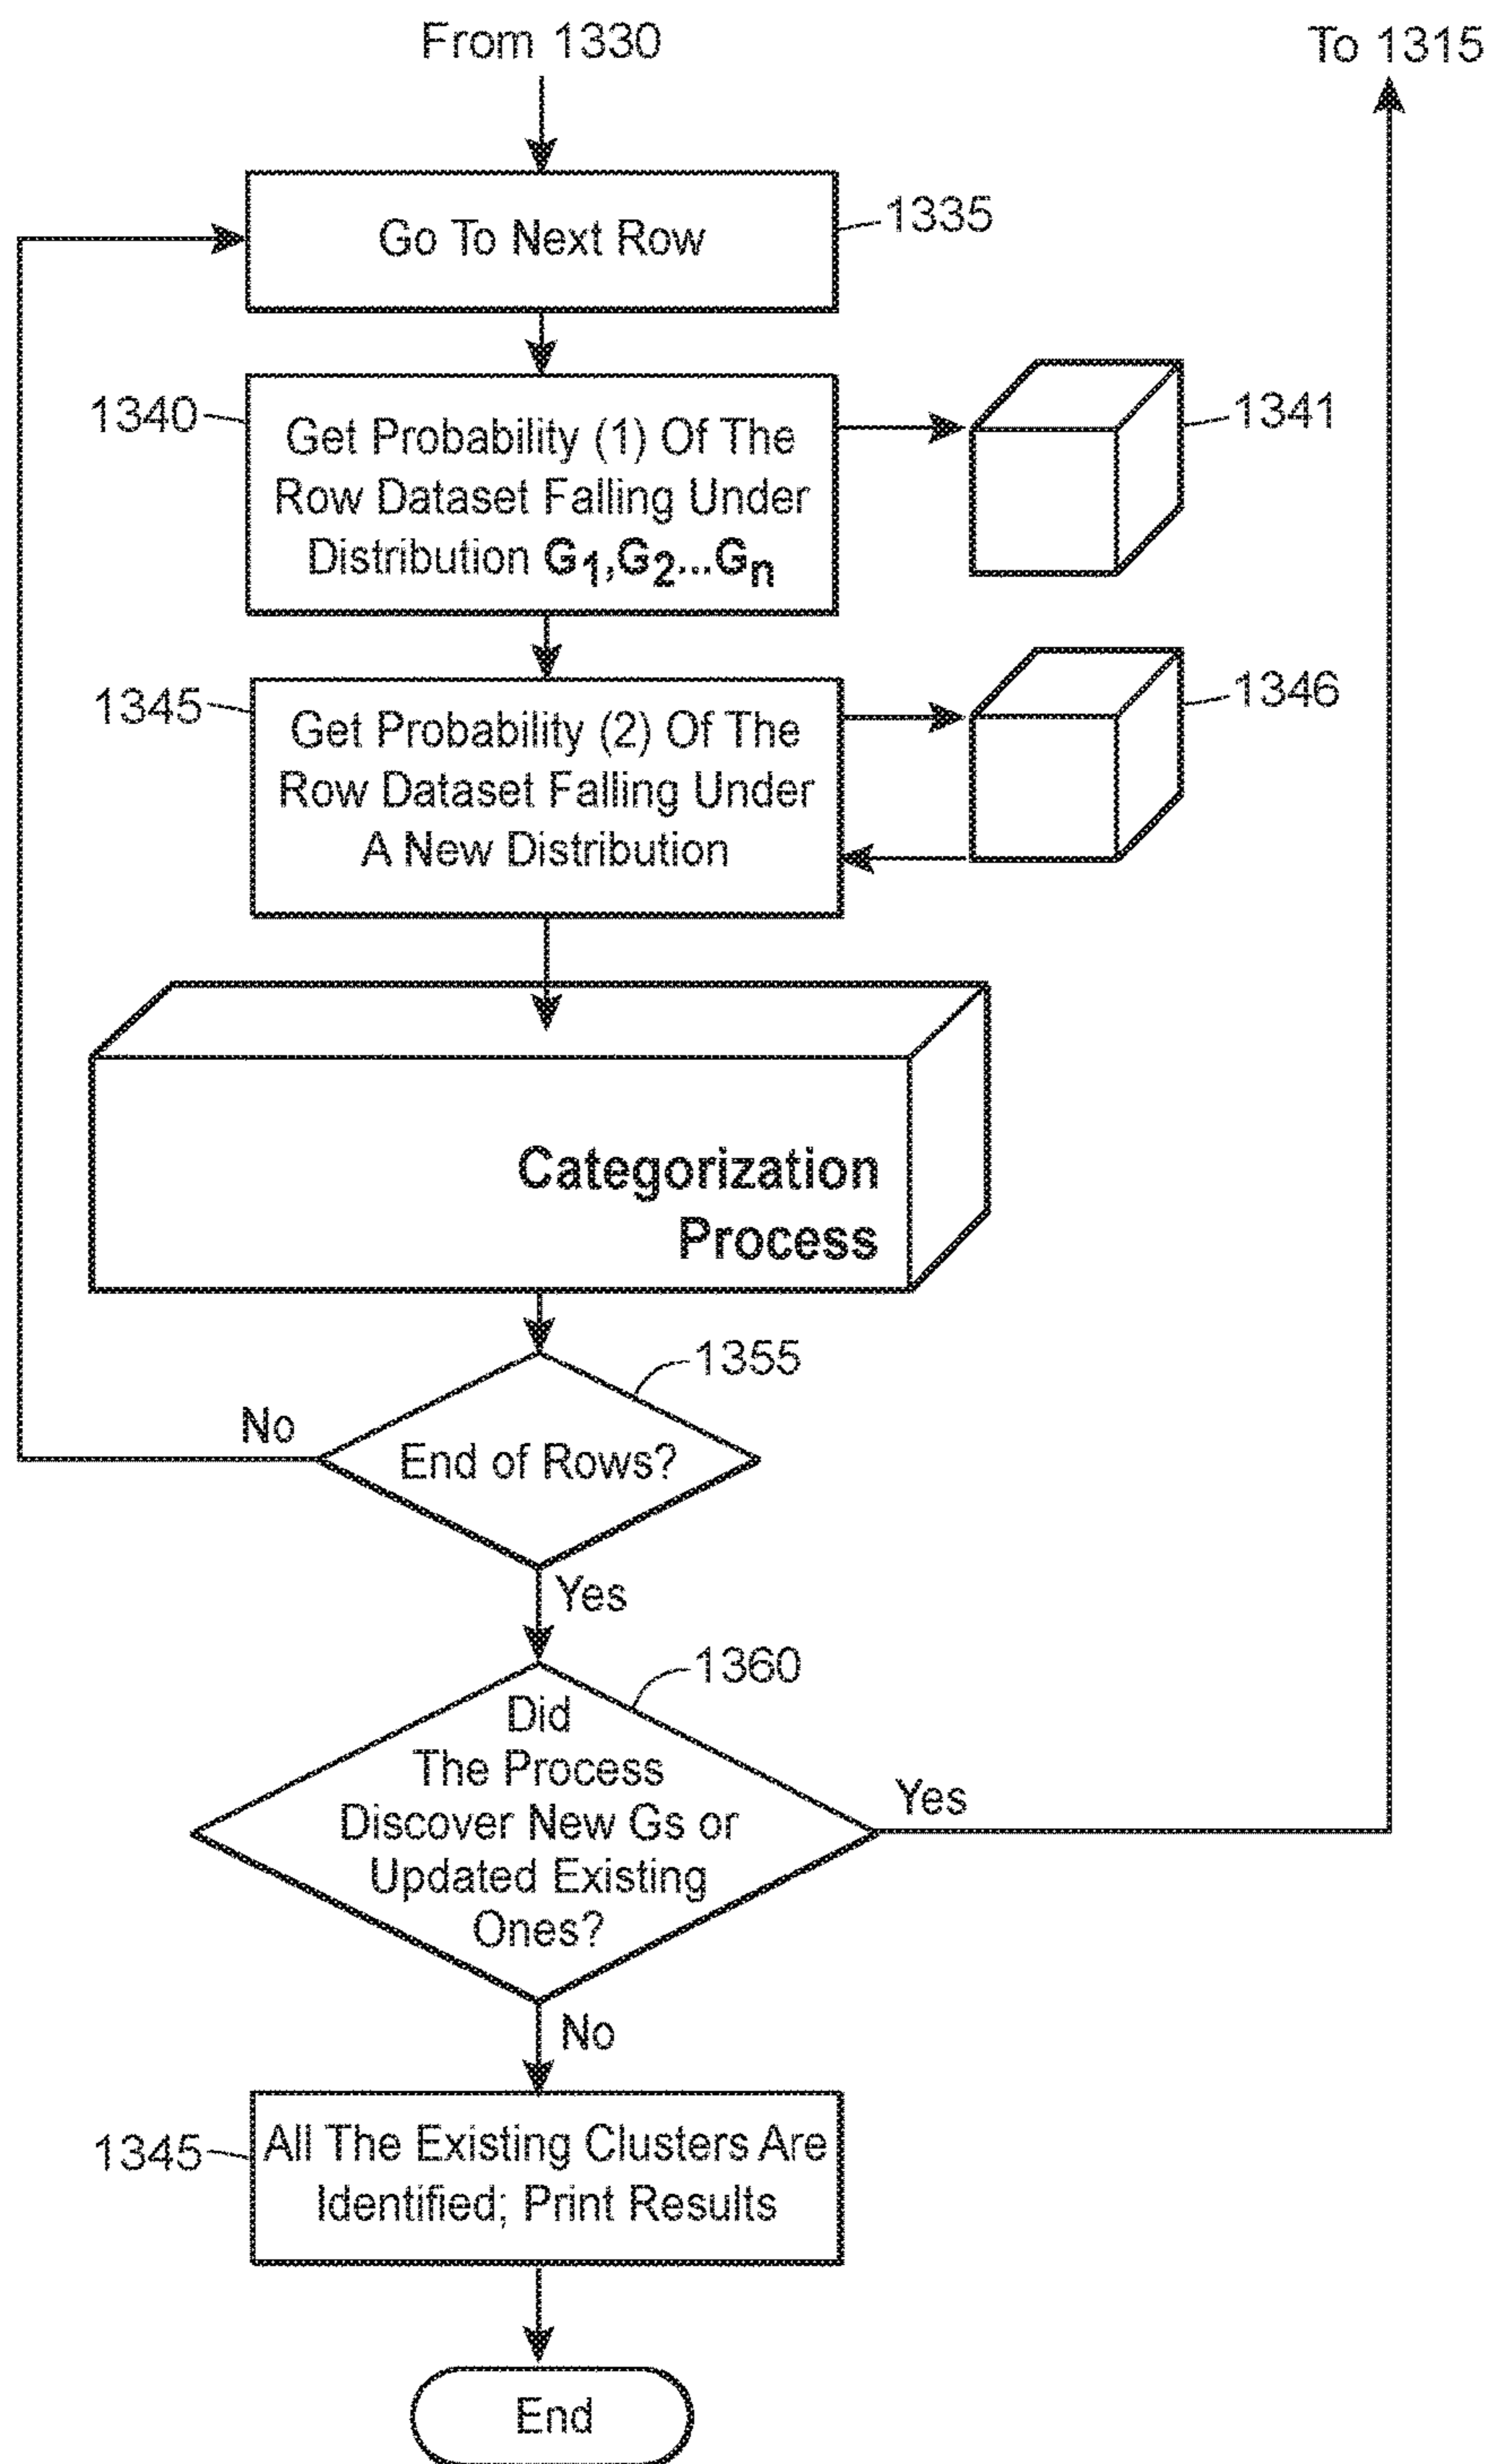 From 1330
To 1315
Go To Next Row
1335
1340
Get Probability (1) Of The
Row Dataset Falling Under
Distribution G1,G2...Gn
1341
1345
Get Probability (2) Of The
Row Dataset Falling Under
A New Distribution
1346
Categorization
Process
1355
No
End of Rows?
Yes
1360
Did
The Process
Discover New Gs or
Updated Existing
Ones?
Yes
No
1345
All The Existing Clusters Are
Identified; Print Results
End